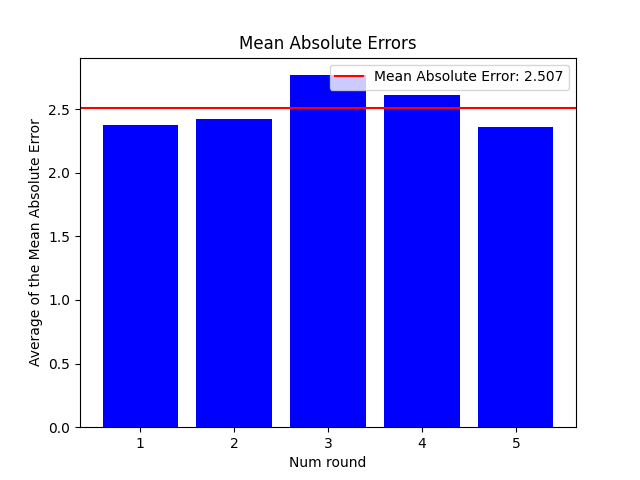 Mean Absolute Errors
Mean Absolute Error: 2.507
Average of the Mean Absolute Error
2.5
2.0
1.5
1.0
0.5
0.0
1 2 3 4 5
Num round